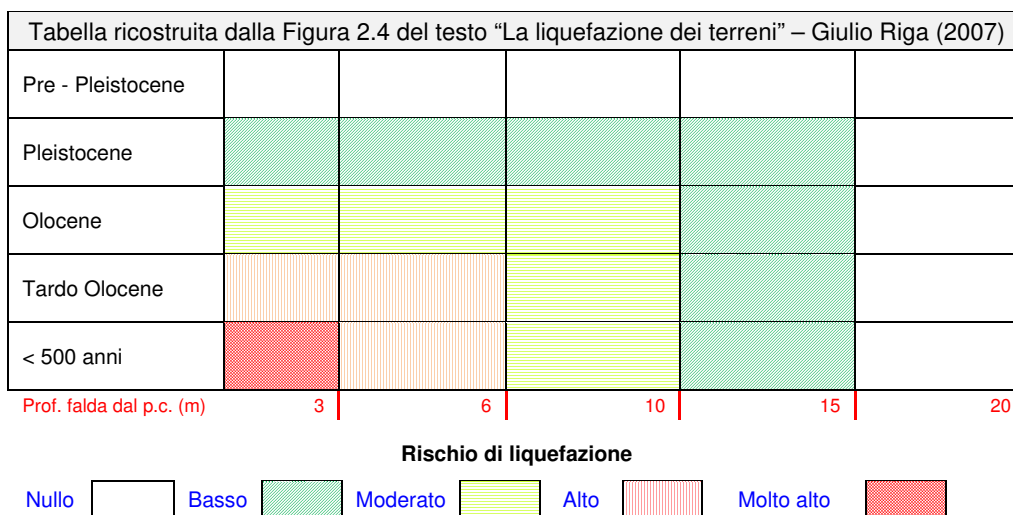 Tabella ricostruita dalla Figura 2.4 del testo “La liquefazione dei terreni” – Giulio Riga (2007)
Pre - Pleistocene
Pleistocene
Olocene
Tardo Olocene
< 500 anni
Prof. falda dal p.c. (m) 3 6 10 15 20
Rischio di liquefazione
Nullo Basso Moderato Alto Molto alto